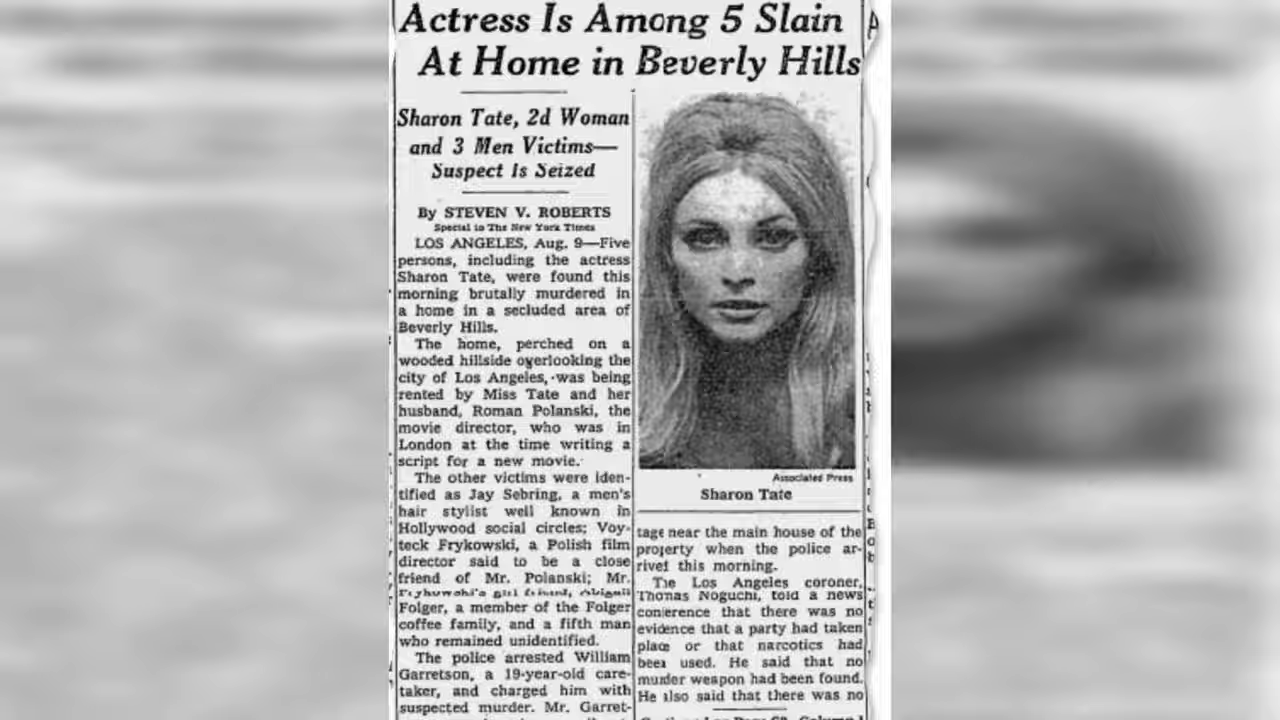 Actress Is Among 5 Slain
At Home in Beverly Hills
Sharon Tate, 2d Woman
and 3 Men Victims—
Suspect Is Seized
By STEVEN V. ROBERTS
Special to The New York Times
LOS ANGELES, Aug. 9—Five
persons, including the actress
Sharon Tate, were found this
morning brutally murdered in
a home in a secluded area of
Beverly Hills.
The home, perched on a
wooded hillside overlooking the
city of Los Angeles, was being
rented by Miss Tate and her
husband, Roman Polanski, the
movie director, who was in
London at the time writing a
script for a new movie.
The other victims were iden-
tified as Jay Sebring, a men's
hair stylist well known in
Hollywood social circles; Voy-
teck Frykowski, a Polish film
director said to be a close
friend of Mr. Polanski; Mr.
Frykowski's girl friend, Abigail
Folger, a member of the Folger
coffee family, and a fifth man
who remained unidentified.
The police arrested William
Garretson, a 19-year-old care-
taker, and charged him with
suspected murder. Mr. Garret-
Associated Press
Sharon Tate
tage near the main house of the
property when the police ar-
rived this morning.
The Los Angeles coroner,
Thomas Noguchi, told a news
conference that there was no
evidence that a party had taken
place or that narcotics had
been used. He said that no
murder weapon had been found.
He also said that there was no